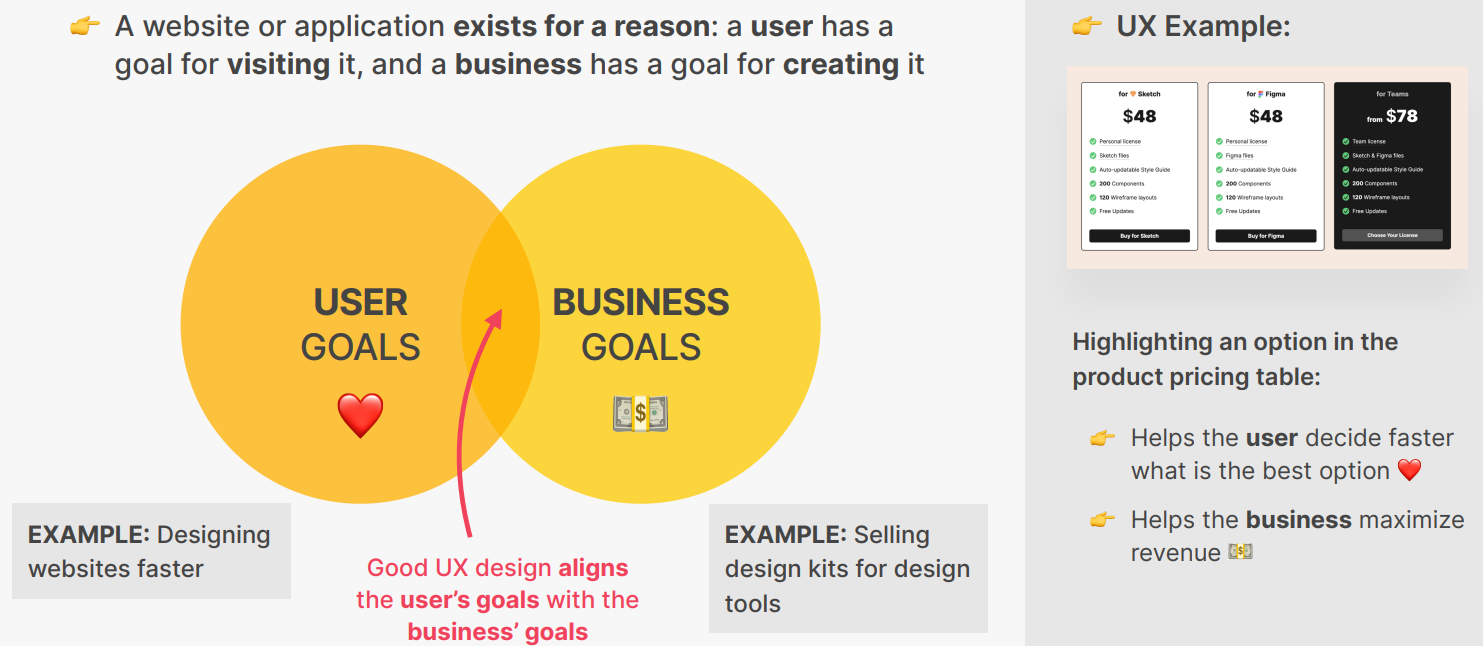 👉 A website or application exists for a reason: a user has a
goal for visiting it, and a business has a goal for creating it
USER
GOALS
❤️
BUSINESS
GOALS
💵
EXAMPLE: Designing
websites faster
Good UX design aligns
the user’s goals with the
business’ goals
EXAMPLE: Selling
design kits for design
tools
👉 UX Example:
for Sketch
$48
Personal license
Sketch files
Auto-updatable Style Guide
200 Components
120 Wireframe layouts
Free Updates
Buy for Sketch
for Figma
$48
Personal license
Figma files
Auto-updatable Style Guide
200 Components
120 Wireframe layouts
Free Updates
Buy for Figma
for Teams
from $78
Team license
Sketch & Figma files
Auto-updatable Style Guide
200 Components
120 Wireframe layouts
Free Updates
Choose Your License
Highlighting an option in the
product pricing table:
👉 Helps the user decide faster
what is the best option ❤️
👉 Helps the business maximize
revenue 💵